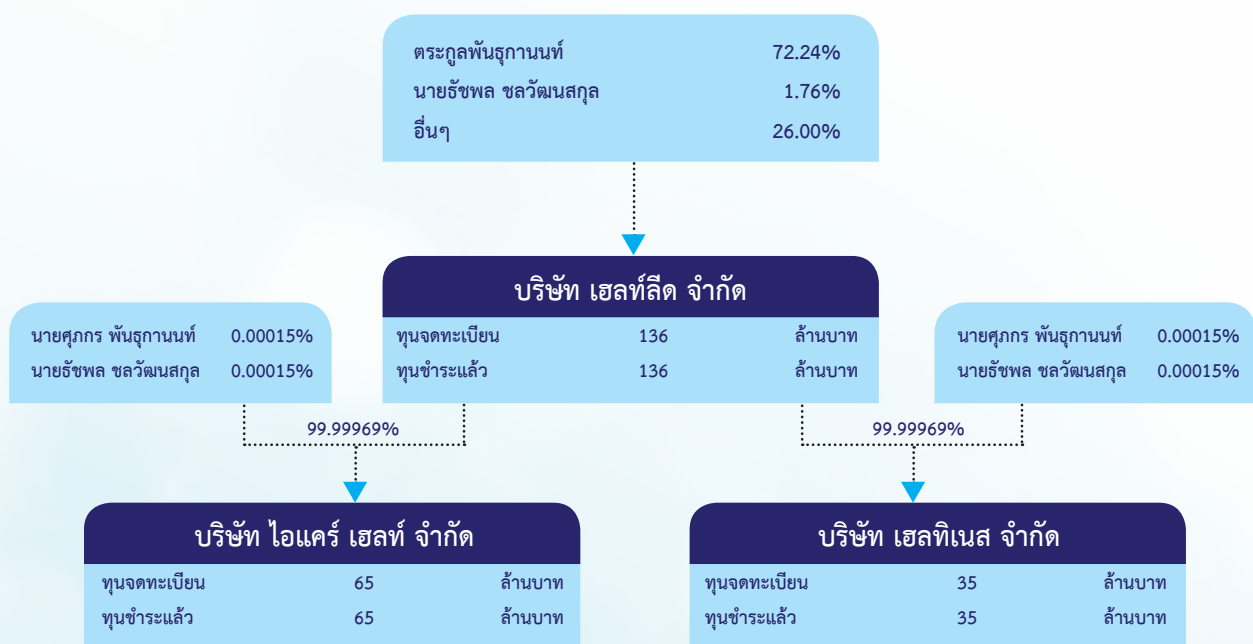 ตระกูลพันธุกานนท์ 72.24%
นายธัชพล ชลวัฒนสกุล 1.76%
อื่นๆ 26.00%
บริษัท เฮลท์ลีด จำกัด
ทุนจดทะเบียน 136 ล้านบาท
ทุนชำระแล้ว 136 ล้านบาท
นายศุภกร พันธุกานนท์ 0.00015%
นายธัชพล ชลวัฒนสกุล 0.00015%
นายศุภกร พันธุกานนท์ 0.00015%
นายธัชพล ชลวัฒนสกุล 0.00015%
99.99969%
99.99969%
บริษัท ไอแคร์ เฮลท์ จำกัด
ทุนจดทะเบียน 65 ล้านบาท
ทุนชำระแล้ว 65 ล้านบาท
บริษัท เฮลทิเนส จำกัด
ทุนจดทะเบียน 35 ล้านบาท
ทุนชำระแล้ว 35 ล้านบาท